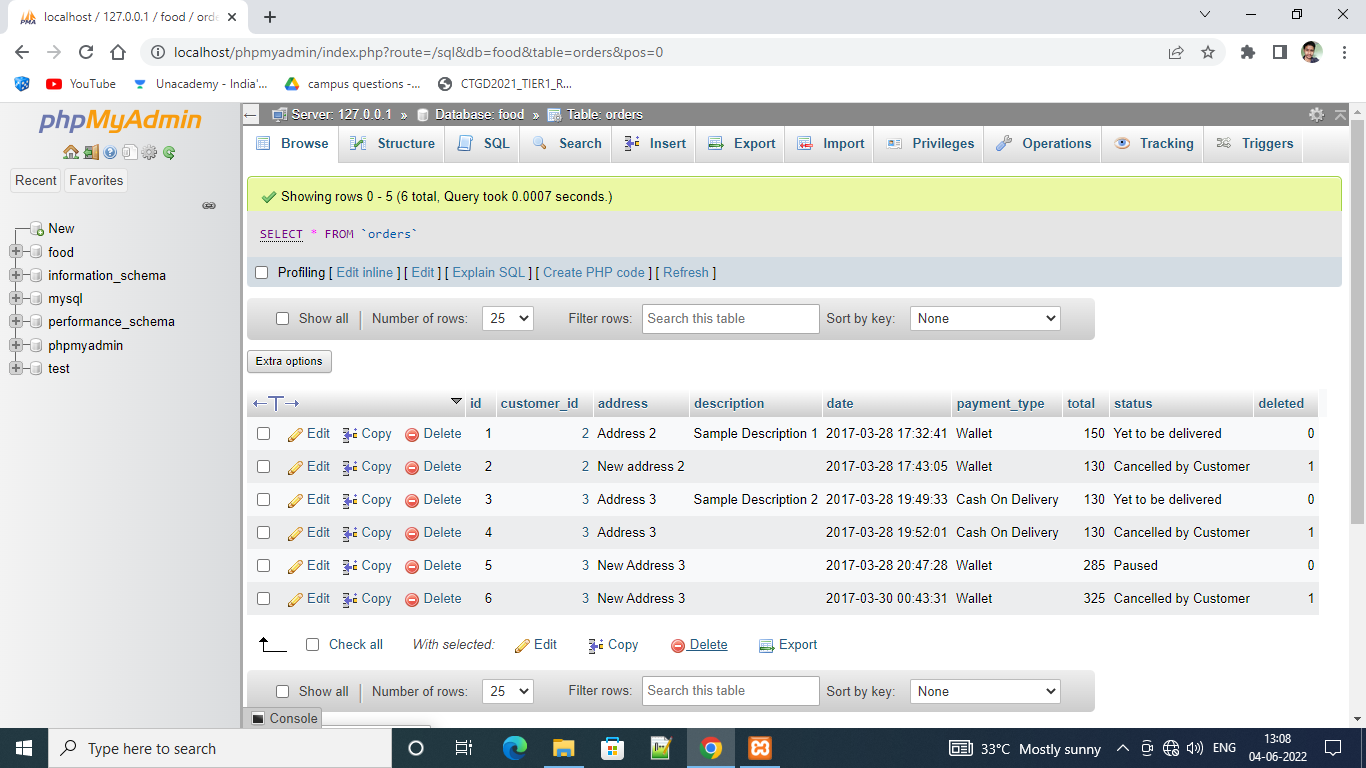 localhost / 127.0.0.1 / food / orde
localhost/phpmyadmin/index.php?route=/sql&db=food&table=orders&pos=0
YouTube Unacademy - India'... campus questions -... CTGD2021_TIER1_R...
phpMyAdmin
Recent Favorites
New
food
information_schema
mysql
performance_schema
phpmyadmin
test
Server: 127.0.0.1 » Database: food » Table: orders
Browse Structure SQL Search Insert Export Import Privileges Operations Tracking Triggers
Showing rows 0 - 5 (6 total, Query took 0.0007 seconds.)
SELECT * FROM `orders`
Profiling [ Edit inline ] [ Edit ] [ Explain SQL ] [ Create PHP code ] [ Refresh ]
Show all | Number of rows: 25 Filter rows: Search this table Sort by key: None
Extra options
id customer_id address description date payment_type total status deleted
Edit Copy Delete 1 2 Address 2 Sample Description 1 2017-03-28 17:32:41 Wallet 150 Yet to be delivered 0
Edit Copy Delete 2 2 New address 2 2017-03-28 17:43:05 Wallet 130 Cancelled by Customer 1
Edit Copy Delete 3 3 Address 3 Sample Description 2 2017-03-28 19:49:33 Cash On Delivery 130 Yet to be delivered 0
Edit Copy Delete 4 3 Address 3 2017-03-28 19:52:01 Cash On Delivery 130 Cancelled by Customer 1
Edit Copy Delete 5 3 New Address 3 2017-03-28 20:47:28 Wallet 285 Paused 0
Edit Copy Delete 6 3 New Address 3 2017-03-30 00:43:31 Wallet 325 Cancelled by Customer 1
Check all With selected: Edit Copy Delete Export
Show all | Number of rows: 25 Filter rows: Search this table Sort by key: None
Console
Type here to search
33°C Mostly sunny ENG 13:08
04-06-2022